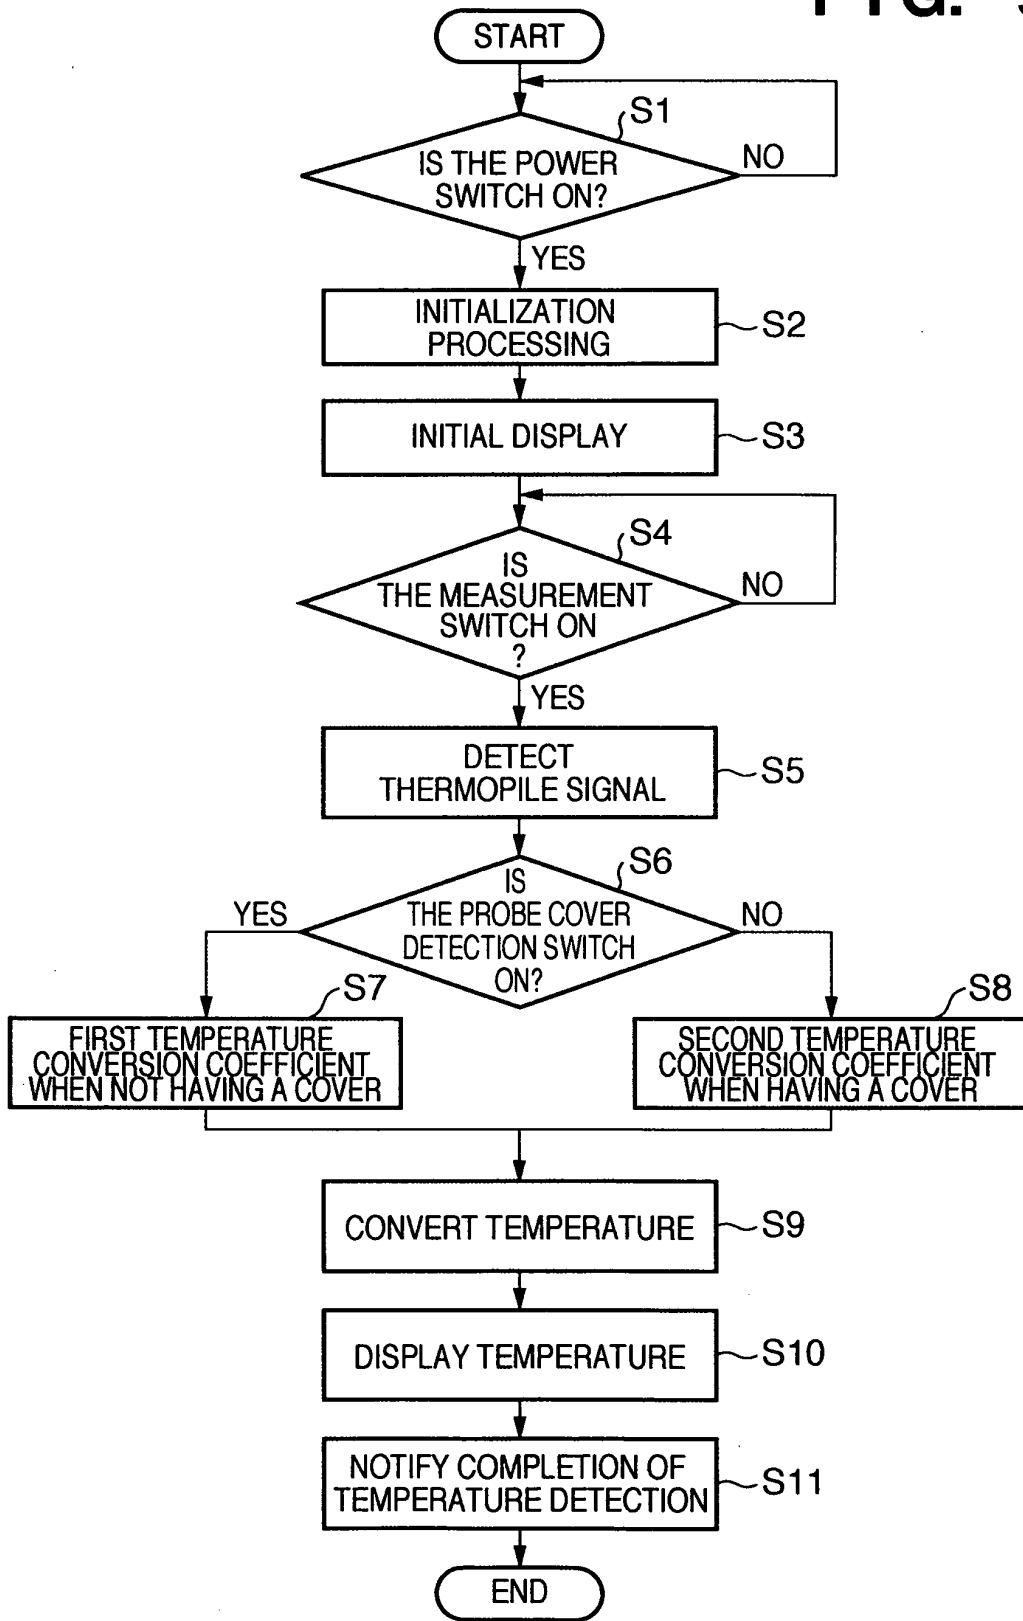 FIG.
START
S1
IS THE POWER
SWITCH ON?
NO
YES
INITIALIZATION
PROCESSING
S2
INITIAL DISPLAY
S3
S4
IS
THE MEASUREMENT
SWITCH ON
?
NO
YES
DETECT
THERMOPILE SIGNAL
S5
S6
IS
THE PROBE COVER
DETECTION SWITCH
ON?
YES
NO
S7
FIRST TEMPERATURE
CONVERSION COEFFICIENT
WHEN NOT HAVING A COVER
S8
SECOND TEMPERATURE
CONVERSION COEFFICIENT
WHEN HAVING A COVER
CONVERT TEMPERATURE
S9
DISPLAY TEMPERATURE
S10
NOTIFY COMPLETION OF
TEMPERATURE DETECTION
S11
END